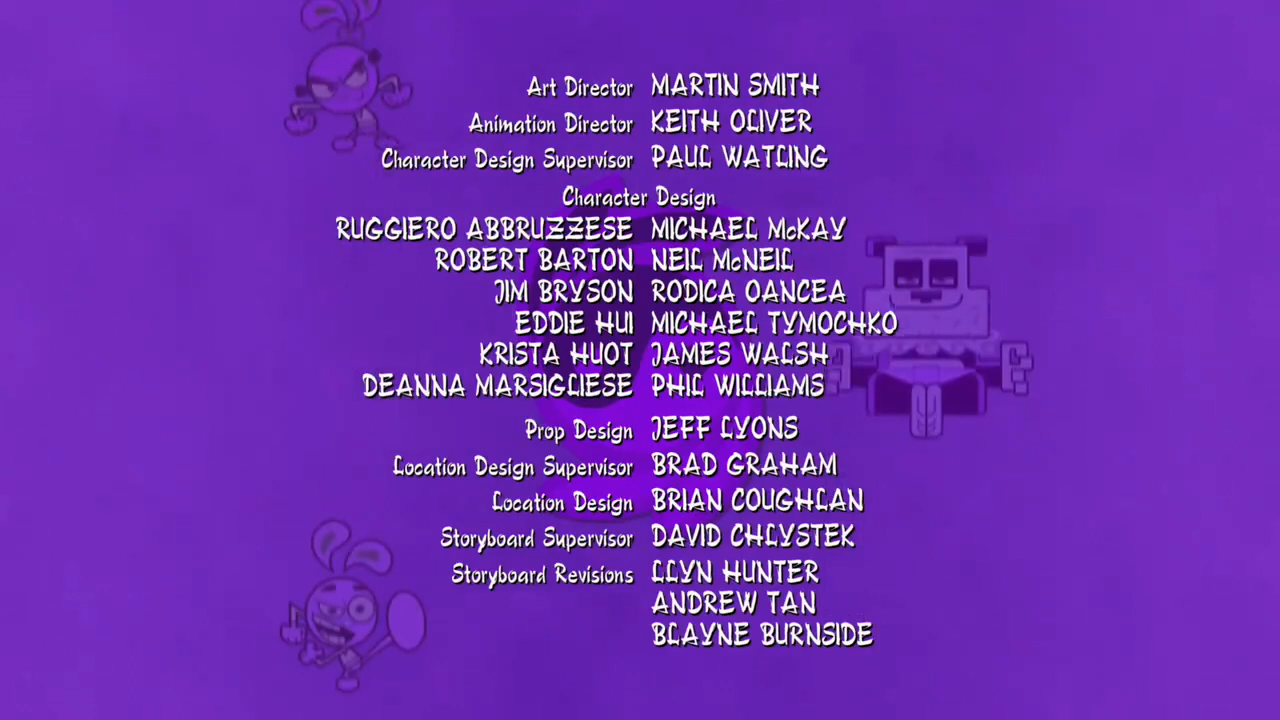 Art Director MARTIN SMITH
Animation Director KEITH OLIVER
Character Design Supervisor PAUL WATLING
Character Design
RUGGIERO ABBRUZZESE MICHAEL McKAY
ROBERT BARTON NEIL McNEIL
JIM BRYSON RODICA OANCEA
EDDIE HUI MICHAEL TYMOCHKO
KRISTA HUOT JAMES WALSH
DEANNA MARSIGLIESE PHIL WILLIAMS
Prop Design JEFF LYONS
Location Design Supervisor BRAD GRAHAM
Location Design BRIAN COUGHLAN
Storyboard Supervisor DAVID CHLYSTEK
Storyboard Revisions LLYN HUNTER
ANDREW TAN
BLAYNE BURNSIDE